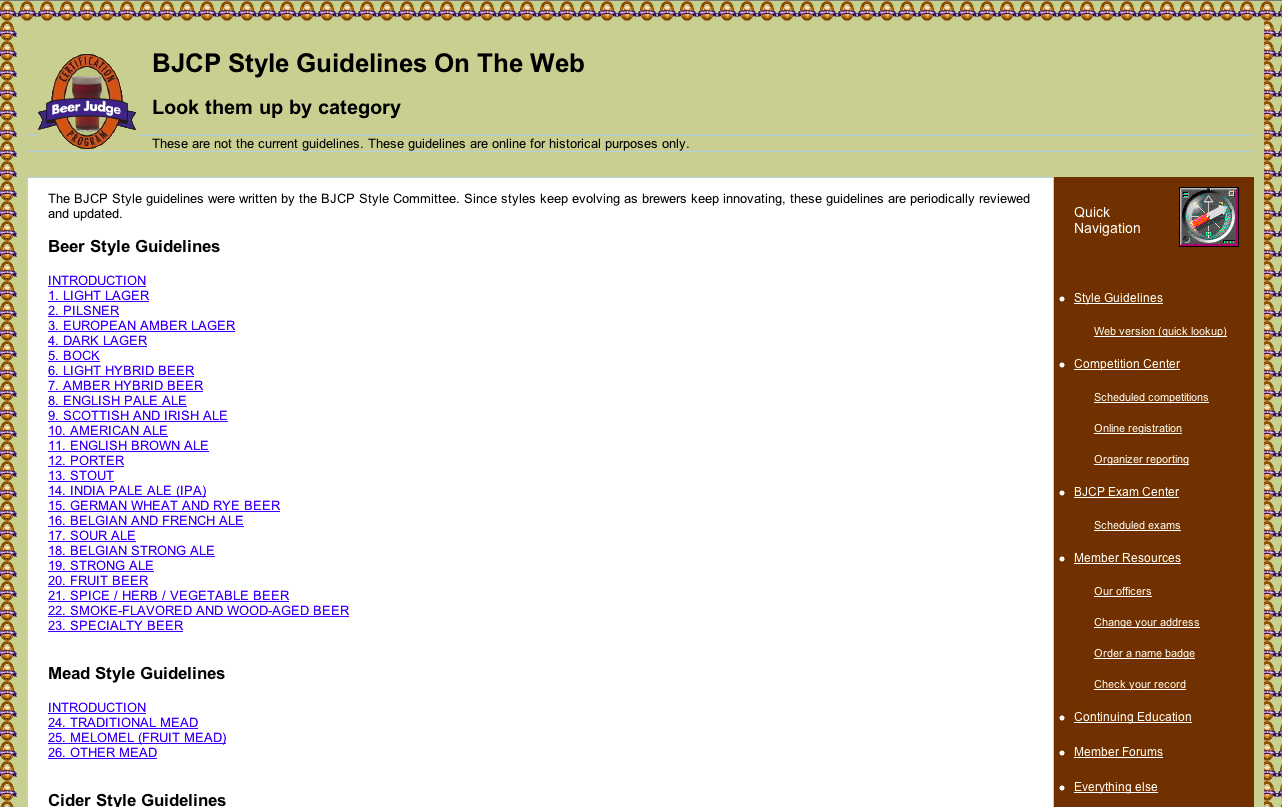 CERTIFICATION
Beer Judge
PROGRAM
BJCP Style Guidelines On The Web
Look them up by category
These are not the current guidelines. These guidelines are online for historical purposes only.
The BJCP Style guidelines were written by the BJCP Style Committee. Since styles keep evolving as brewers keep innovating, these guidelines are periodically reviewed
and updated.
Beer Style Guidelines
INTRODUCTION
1. LIGHT LAGER
2. PILSNER
3. EUROPEAN AMBER LAGER
4. DARK LAGER
5. BOCK
6. LIGHT HYBRID BEER
7. AMBER HYBRID BEER
8. ENGLISH PALE ALE
9. SCOTTISH AND IRISH ALE
10. AMERICAN ALE
11. ENGLISH BROWN ALE
12. PORTER
13. STOUT
14. INDIA PALE ALE (IPA)
15. GERMAN WHEAT AND RYE BEER
16. BELGIAN AND FRENCH ALE
17. SOUR ALE
18. BELGIAN STRONG ALE
19. STRONG ALE
20. FRUIT BEER
21. SPICE / HERB / VEGETABLE BEER
22. SMOKE-FLAVORED AND WOOD-AGED BEER
23. SPECIALTY BEER
Mead Style Guidelines
INTRODUCTION
24. TRADITIONAL MEAD
25. MELOMEL (FRUIT MEAD)
26. OTHER MEAD
Cider Style Guidelines
Quick
Navigation
Style Guidelines
Web version (quick lookup)
Competition Center
Scheduled competitions
Online registration
Organizer reporting
BJCP Exam Center
Scheduled exams
Member Resources
Our officers
Change your address
Order a name badge
Check your record
Continuing Education
Member Forums
Everything else